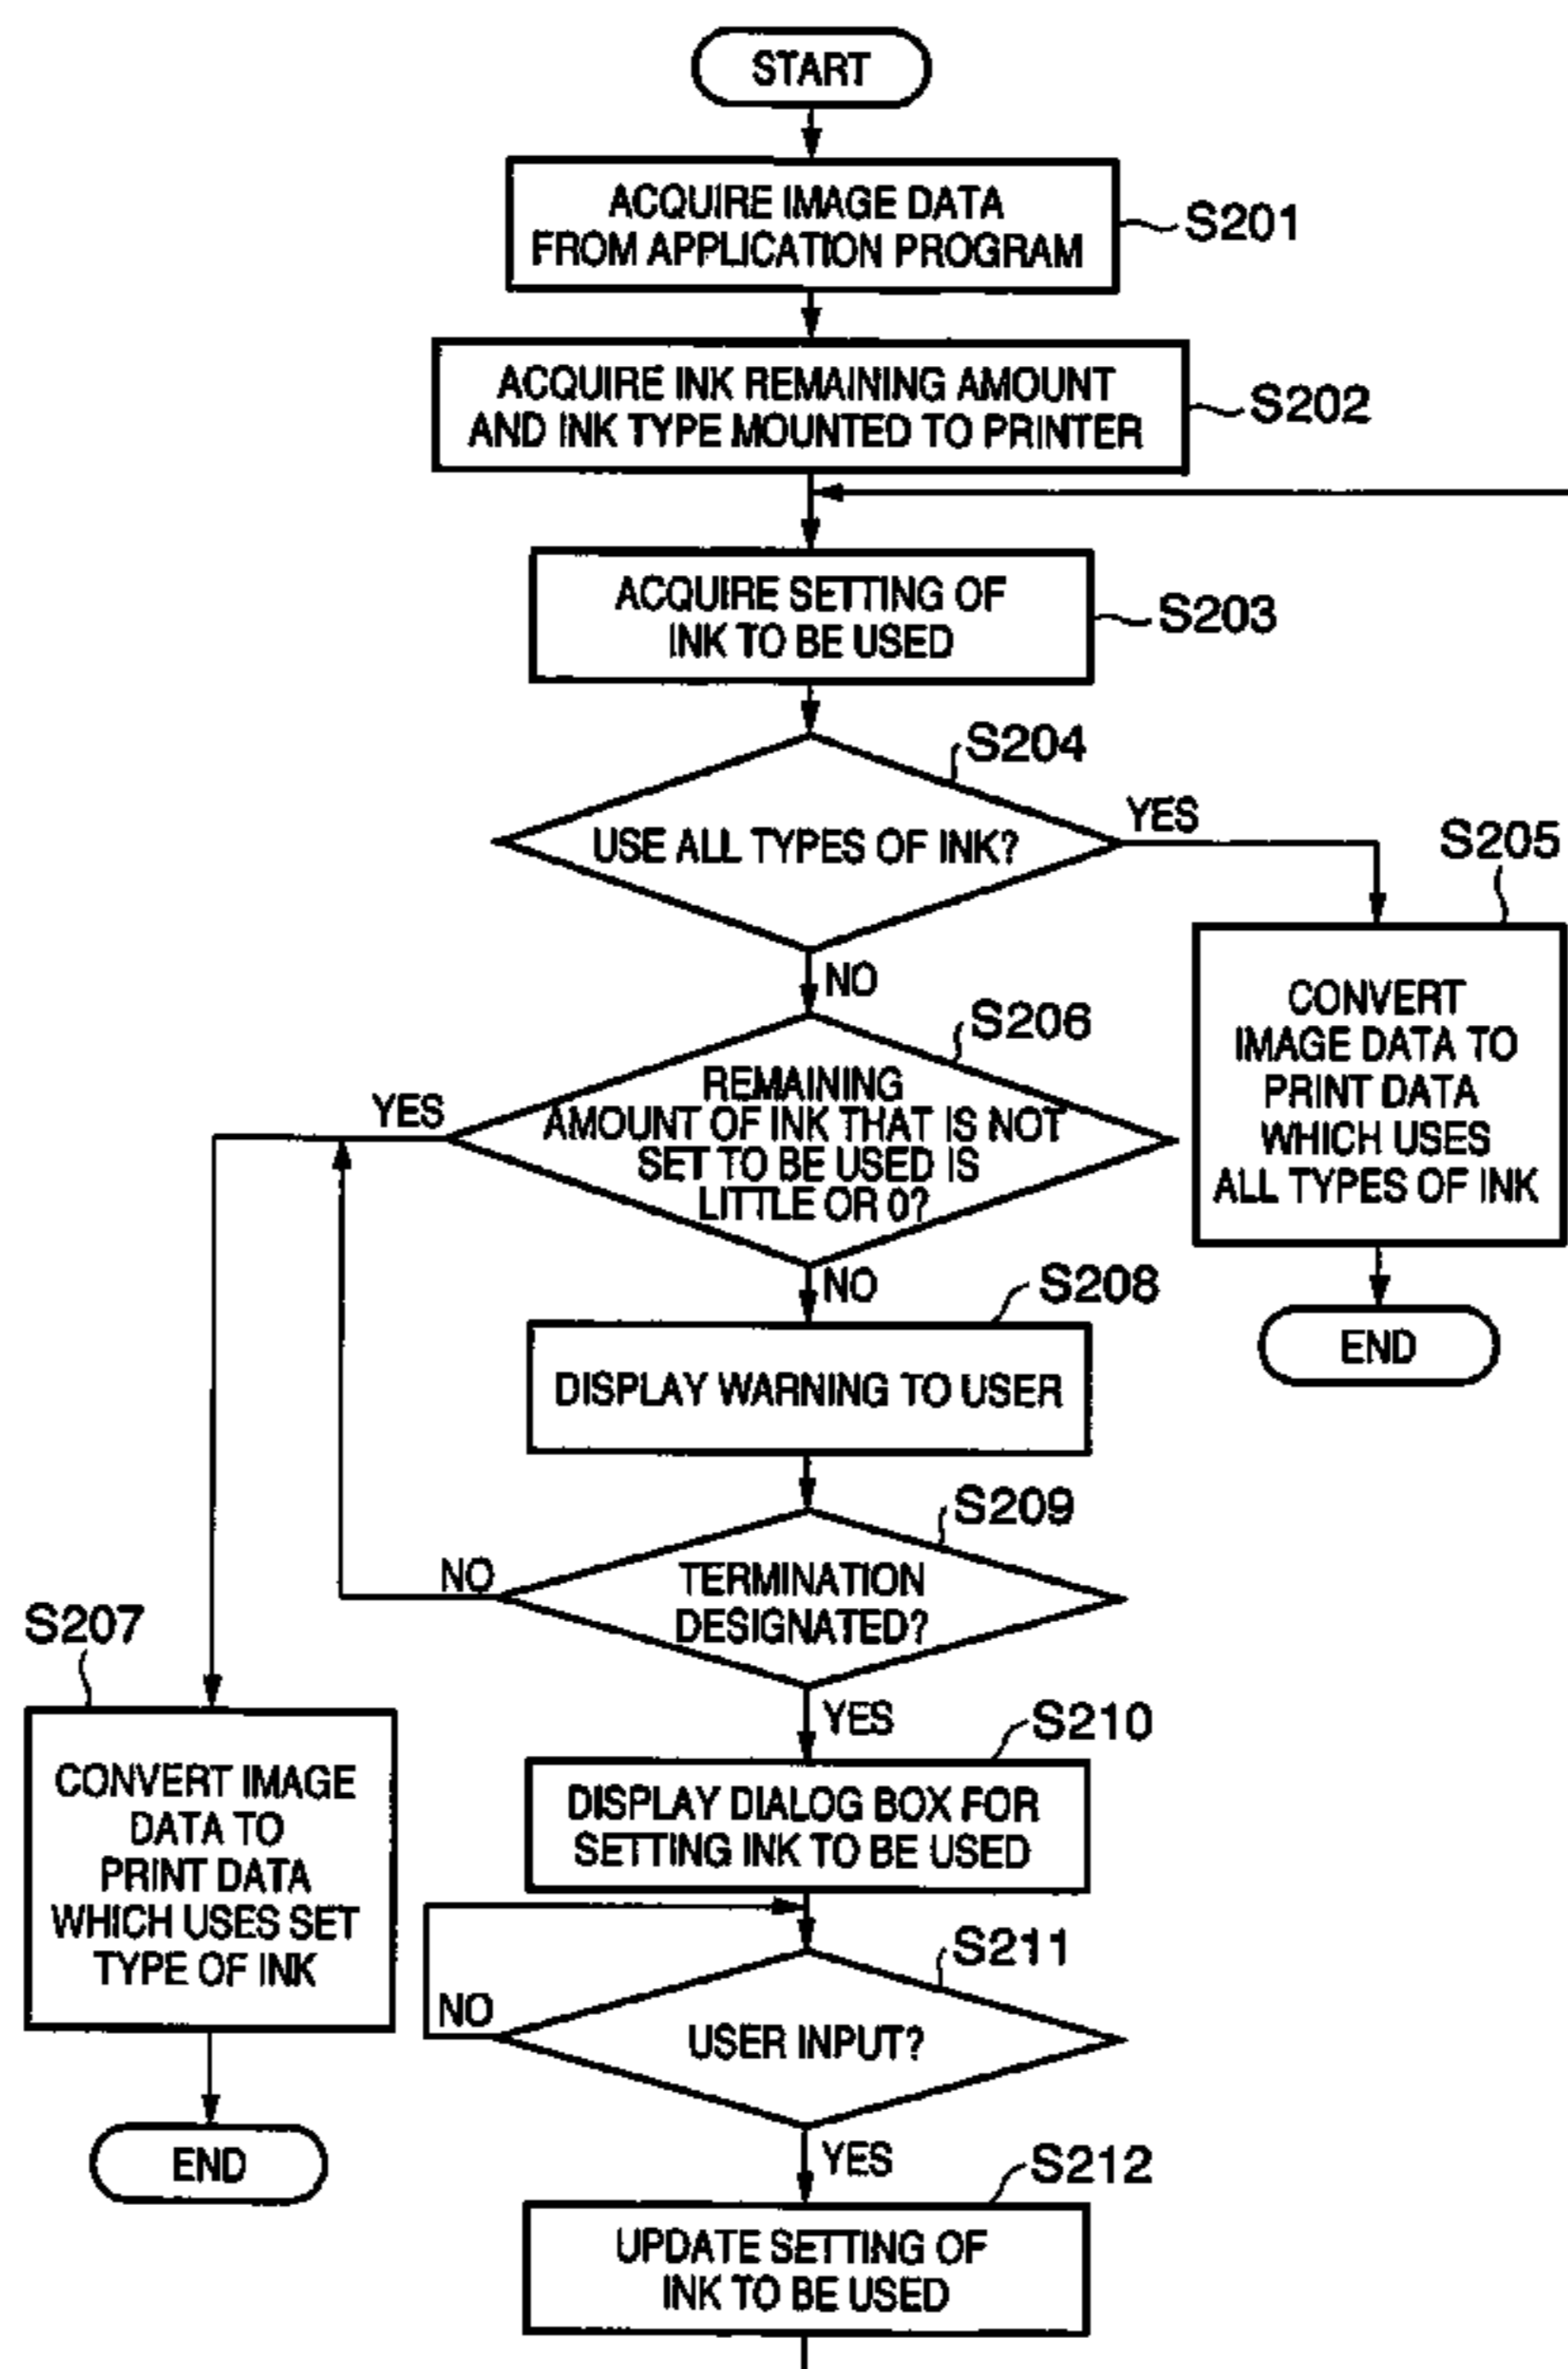 START
ACQUIRE IMAGE DATA
FROM APPLICATION PROGRAM
S201
ACQUIRE INK REMAINING AMOUNT
AND INK TYPE MOUNTED TO PRINTER
S202
ACQUIRE SETTING OF
INK TO BE USED
S203
S204
USE ALL TYPES OF INK?
YES
NO
S205
CONVERT
IMAGE DATA TO
PRINT DATA
WHICH USES
ALL TYPES OF INK
END
S206
REMAINING
AMOUNT OF INK THAT IS NOT
SET TO BE USED IS
LITTLE OR 0?
YES
NO
S208
DISPLAY WARNING TO USER
S209
TERMINATION
DESIGNATED?
NO
YES
S207
CONVERT IMAGE
DATA TO
PRINT DATA
WHICH USES SET
TYPE OF INK
END
S210
DISPLAY DIALOG BOX FOR
SETTING INK TO BE USED
S211
USER INPUT?
NO
YES
S212
UPDATE SETTING OF
INK TO BE USED